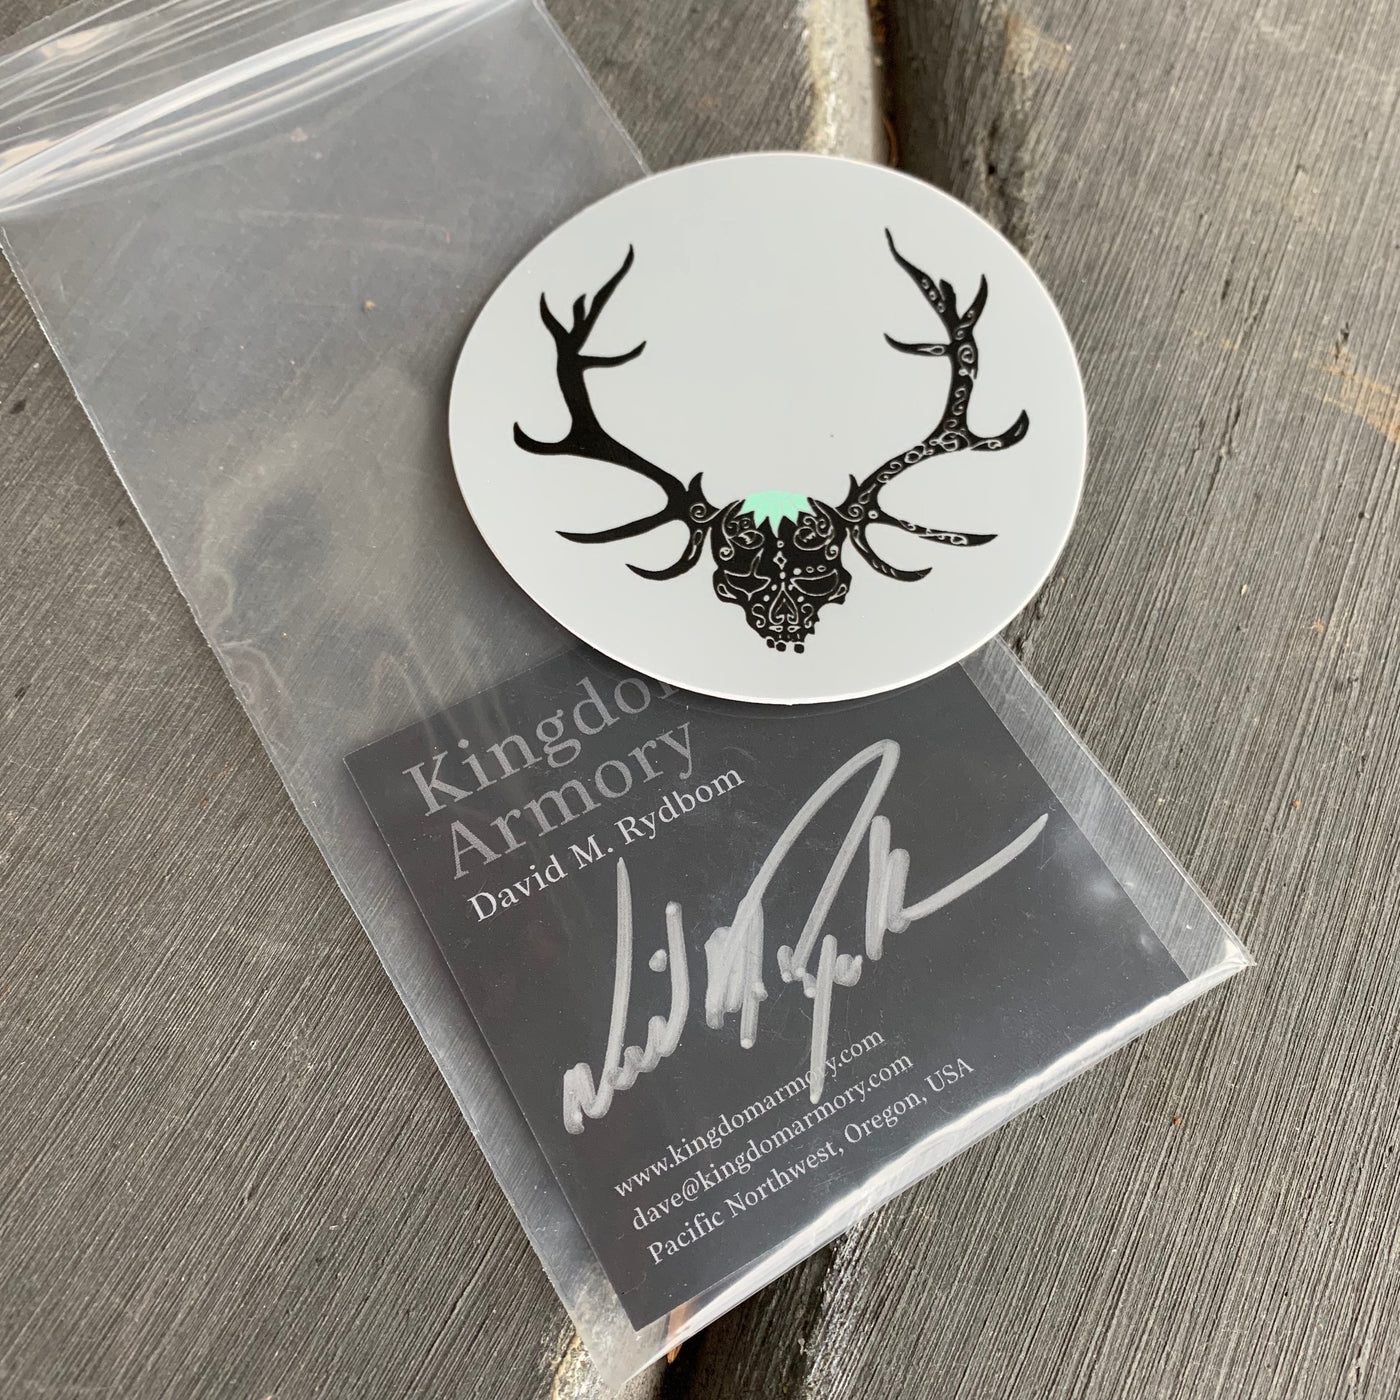 Kingdom
Armory
David M. Rydbom
www.kingdomarmory.com
dave@kingdomarmory.com
Pacific Northwest, Oregon, USA